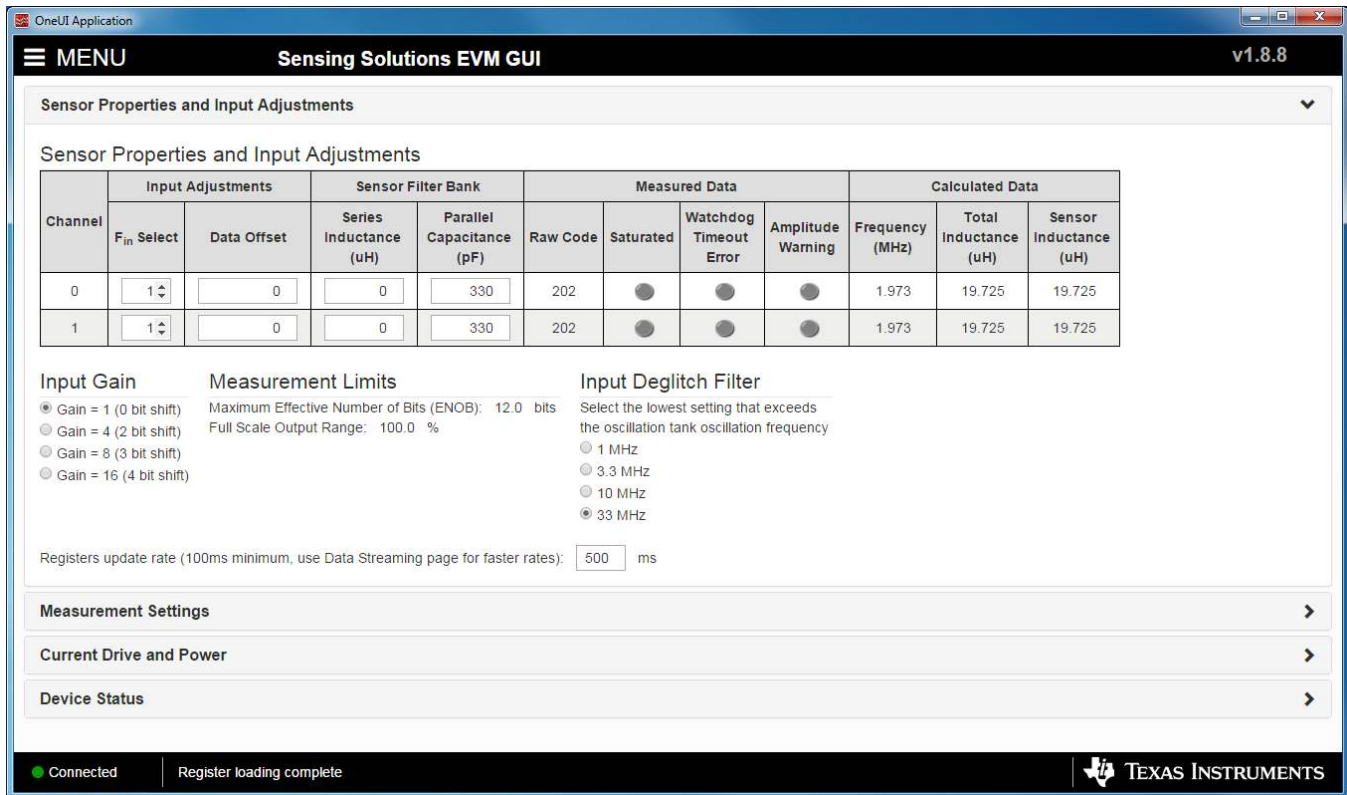 OneUI Application
MENU Sensing Solutions EVM GUI v1.8.8
Sensor Properties and Input Adjustments
Sensor Properties and Input Adjustments
Channel Input Adjustments Sensor Filter Bank Measured Data Calculated Data
Fin Select Data Offset Series Inductance (uH) Parallel Capacitance (pF) Raw Code Saturated Watchdog Timeout Error Amplitude Warning Frequency (MHz) Total Inductance (uH) Sensor Inductance (uH)
0 1 0 0 330 202 1.973 19.725 19.725
1 1 0 0 330 202 1.973 19.725 19.725
Input Gain Measurement Limits Input Deglitch Filter
Gain = 1 (0 bit shift) Maximum Effective Number of Bits (ENOB): 12.0 bits Select the lowest setting that exceeds
Gain = 4 (2 bit shift) Full Scale Output Range: 100.0 % the oscillation tank oscillation frequency
Gain = 8 (3 bit shift) 1 MHz
Gain = 16 (4 bit shift) 3.3 MHz
10 MHz
33 MHz
Registers update rate (100ms minimum, use Data Streaming page for faster rates): 500 ms
Measurement Settings
Current Drive and Power
Device Status
Connected Register loading complete TEXAS INSTRUMENTS